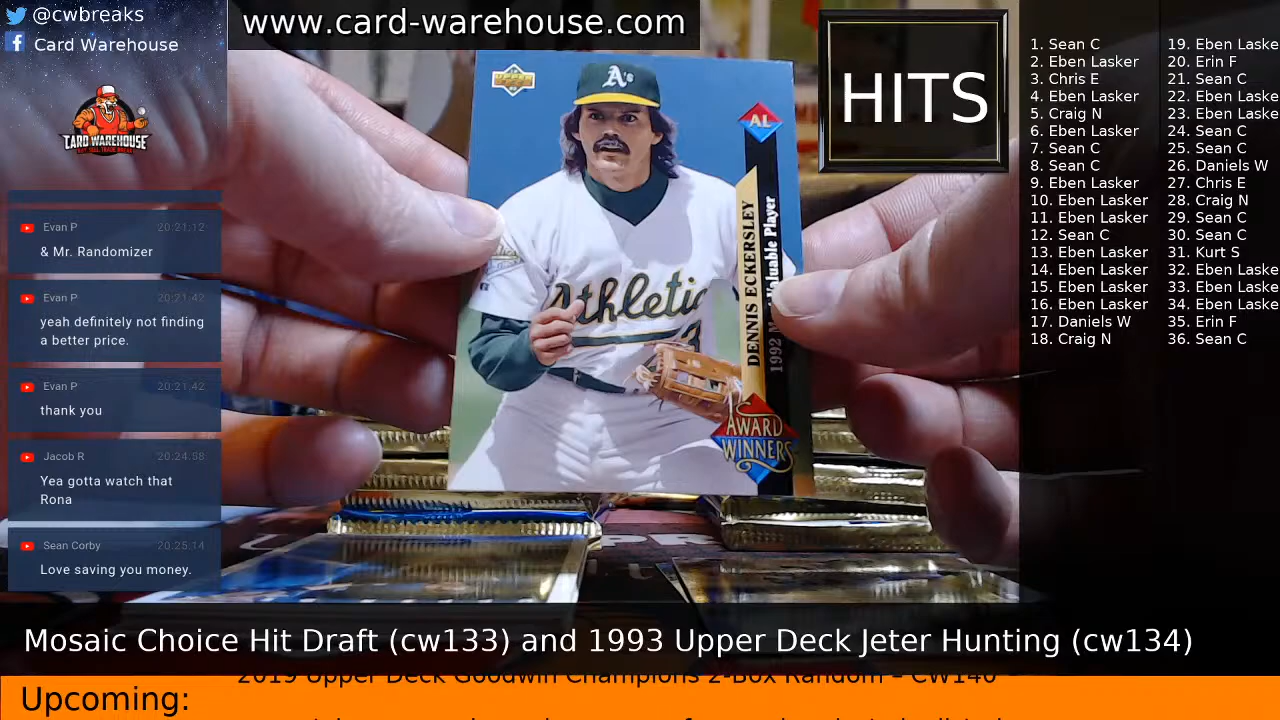 @cwbreaks
Card Warehouse
CARD WAREHOUSE
www.card-warehouse.com
HITS
Evan P 20:21:12
& Mr. Randomizer
Evan P 20:21:42
yeah definitely not finding
a better price.
Evan P 20:21:42
thank you
Jacob R 20:24:58
Yea gotta watch that
Rona
Sean Corby 20:25:14
Love saving you money.
UPPER
A's
AL
DENNIS ECKERSLEY
1992
Player
Athletic
AWARD
WINNERS
1. Sean C
2. Eben Lasker
3. Chris E
4. Eben Lasker
5. Craig N
6. Eben Lasker
7. Sean C
8. Sean C
9. Eben Lasker
10. Eben Lasker
11. Eben Lasker
12. Sean C
13. Eben Lasker
14. Eben Lasker
15. Eben Lasker
16. Eben Lasker
17. Daniels W
18. Craig N
19. Eben Laske
20. Erin F
21. Sean C
22. Eben Laske
23. Eben Laske
24. Sean C
25. Sean C
26. Daniels W
27. Chris E
28. Craig N
29. Sean C
30. Sean C
31. Kurt S
32. Eben Laske
33. Eben Laske
34. Eben Laske
35. Erin F
36. Sean C
Mosaic Choice Hit Draft (cw133) and 1993 Upper Deck Jeter Hunting (cw134)
2019 Upper Deck Goodwin Champions 2-Box Random – CW140
Upcoming: